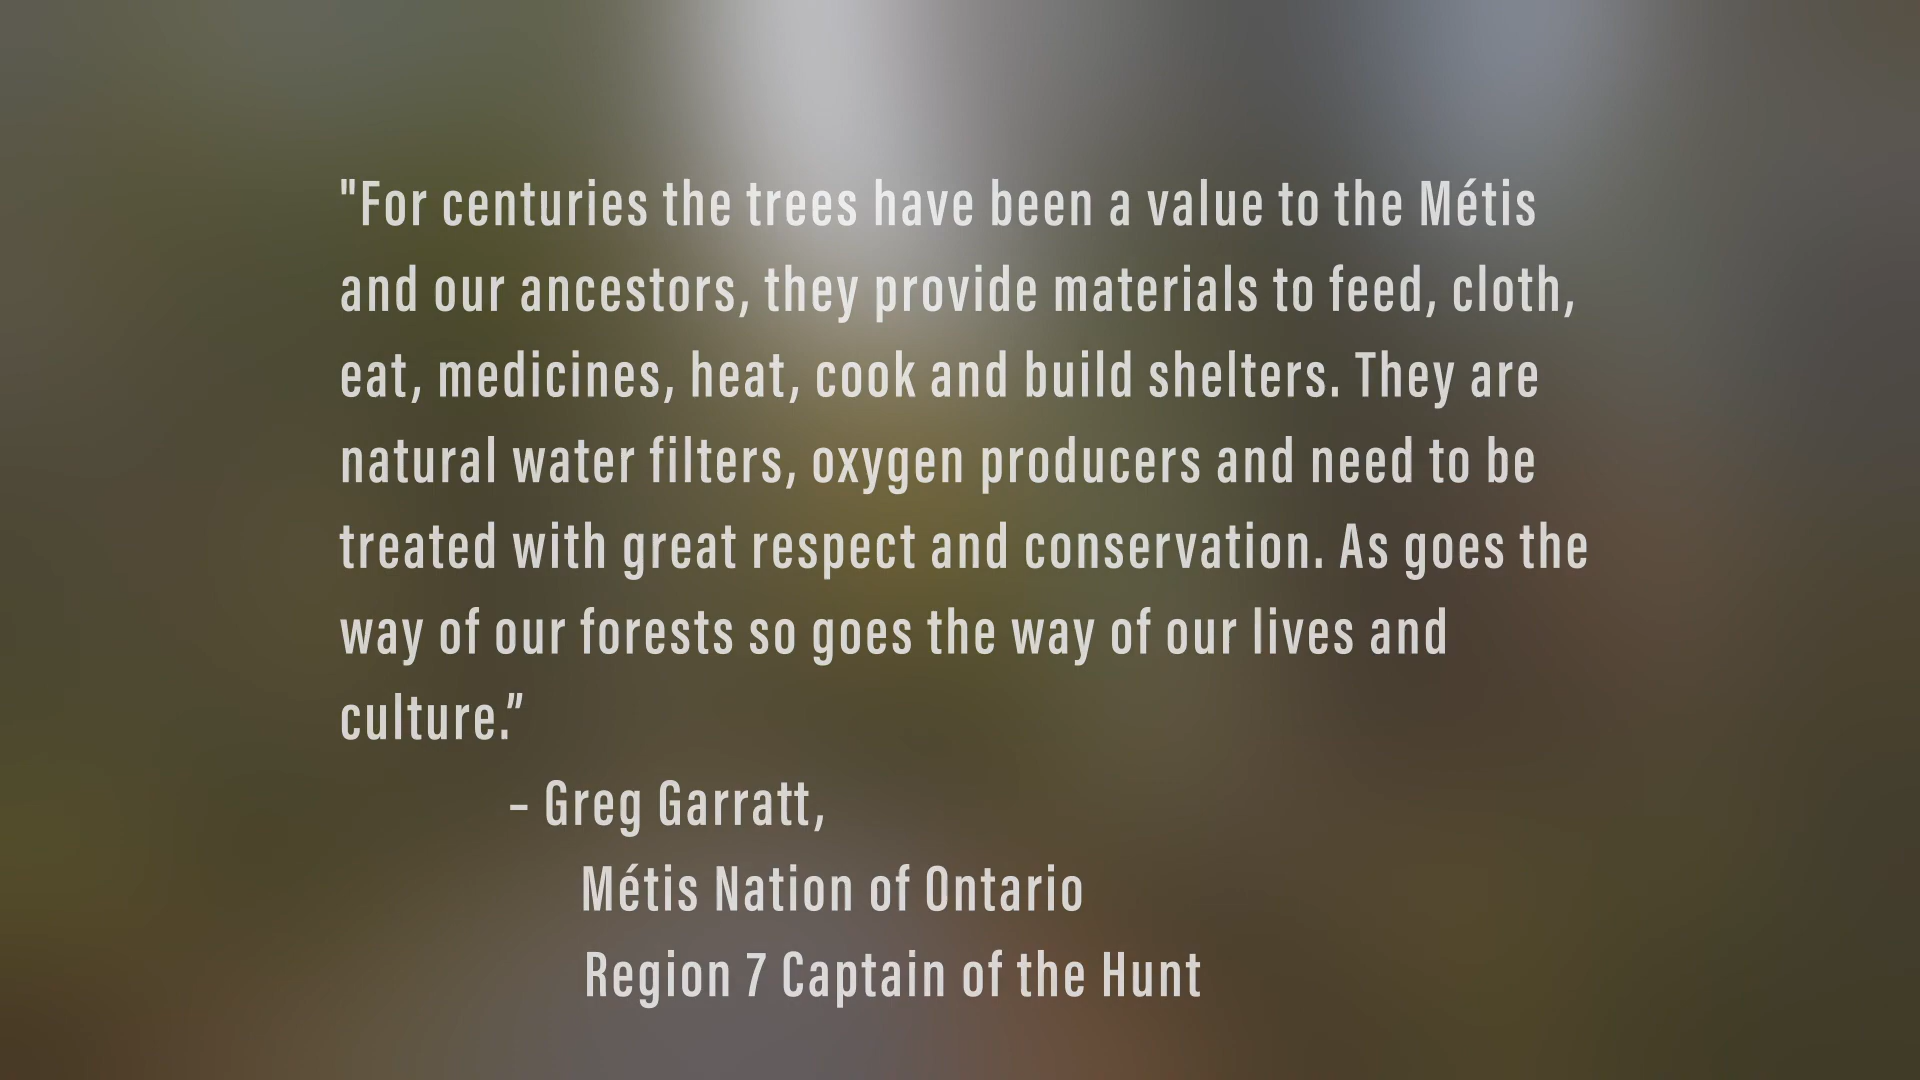 "For centuries the trees have been a value to the Métis
and our ancestors, they provide materials to feed, cloth,
eat, medicines, heat, cook and build shelters. They are
natural water filters, oxygen producers and need to be
treated with great respect and conservation. As goes the
way of our forests so goes the way of our lives and
culture.”
– Greg Garratt,
Métis Nation of Ontario
Region 7 Captain of the Hunt